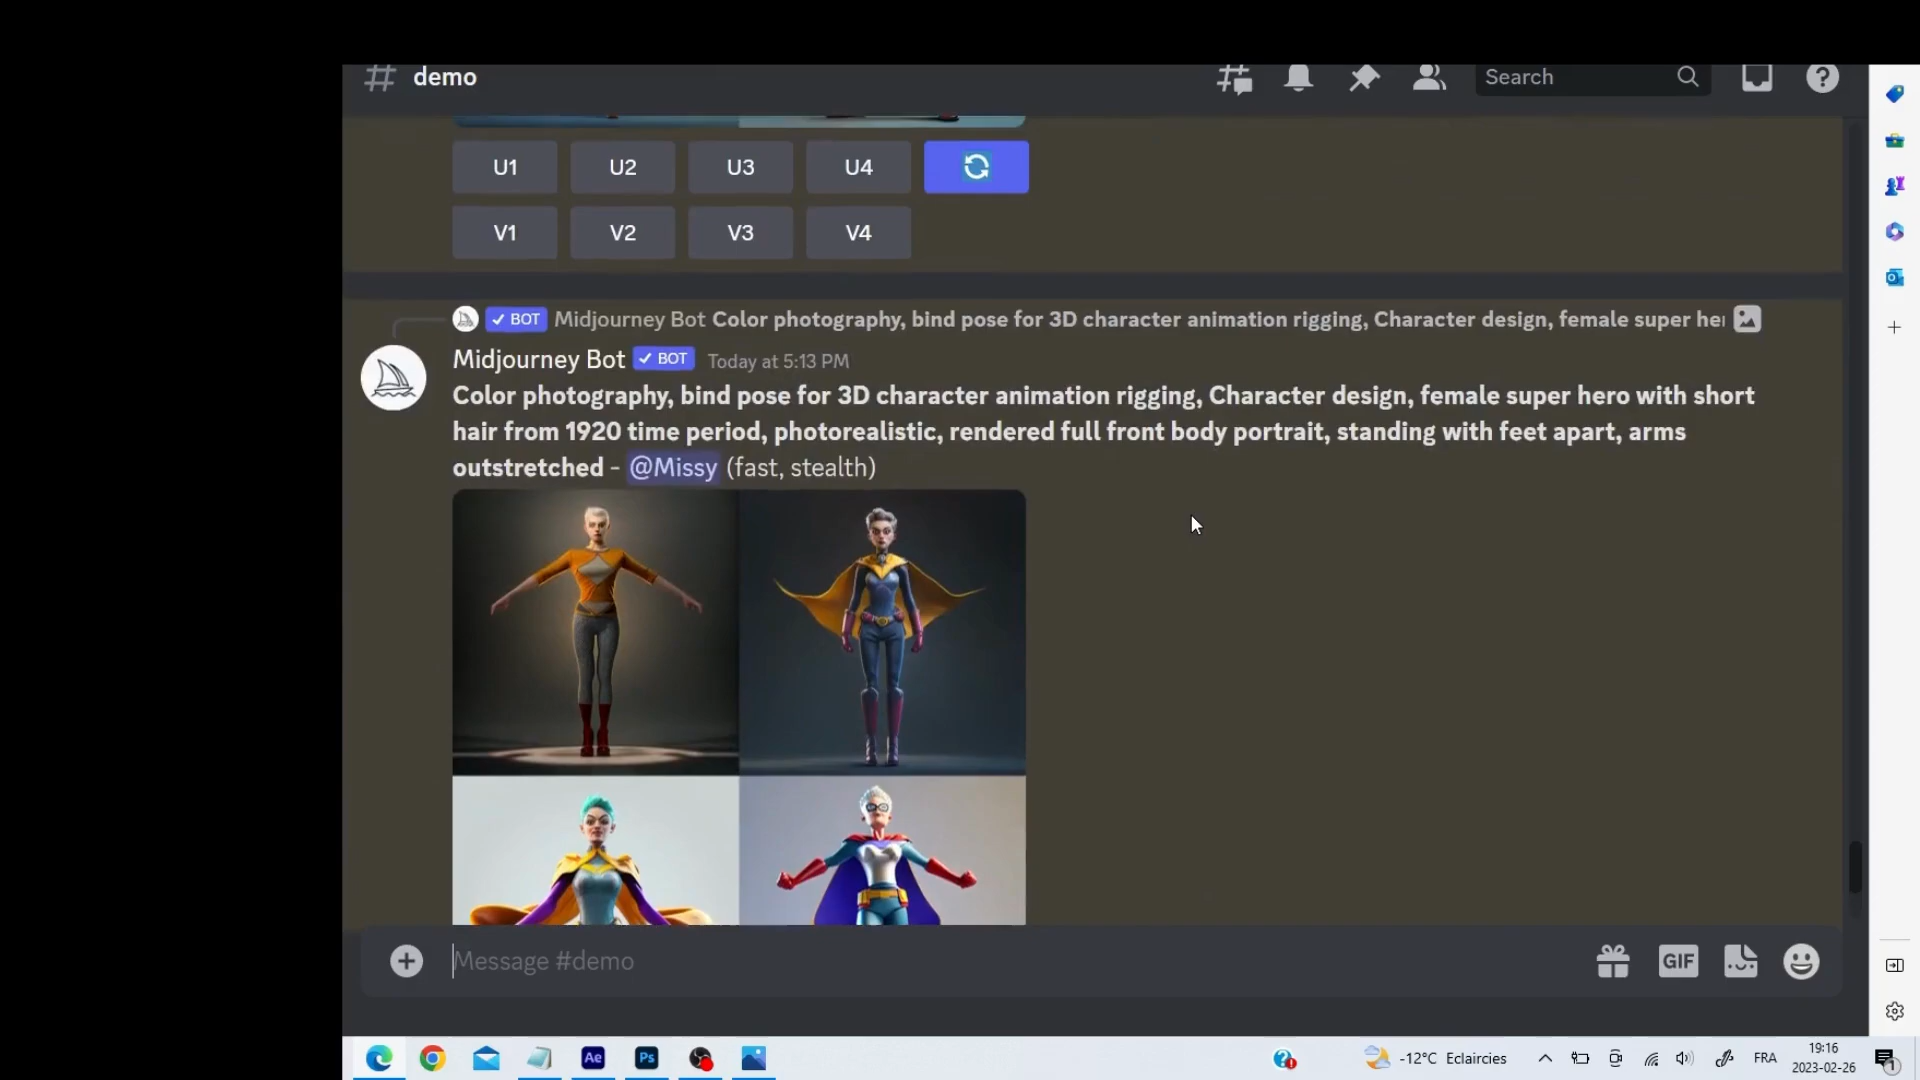 demo
Search
U1 U2 U3 U4
V1 V2 V3 V4
BOT Midjourney Bot Color photography, bind pose for 3D character animation rigging, Character design, female super her
Midjourney Bot BOT Today at 5:13 PM
Color photography, bind pose for 3D character animation rigging, Character design, female super hero with short
hair from 1920 time period, photorealistic, rendered full front body portrait, standing with feet apart, arms
outstretched - @Missy (fast, stealth)
Message #demo
GIF
Ae Ps -12°C Eclaircies FRA 19:16
2023-02-26 1